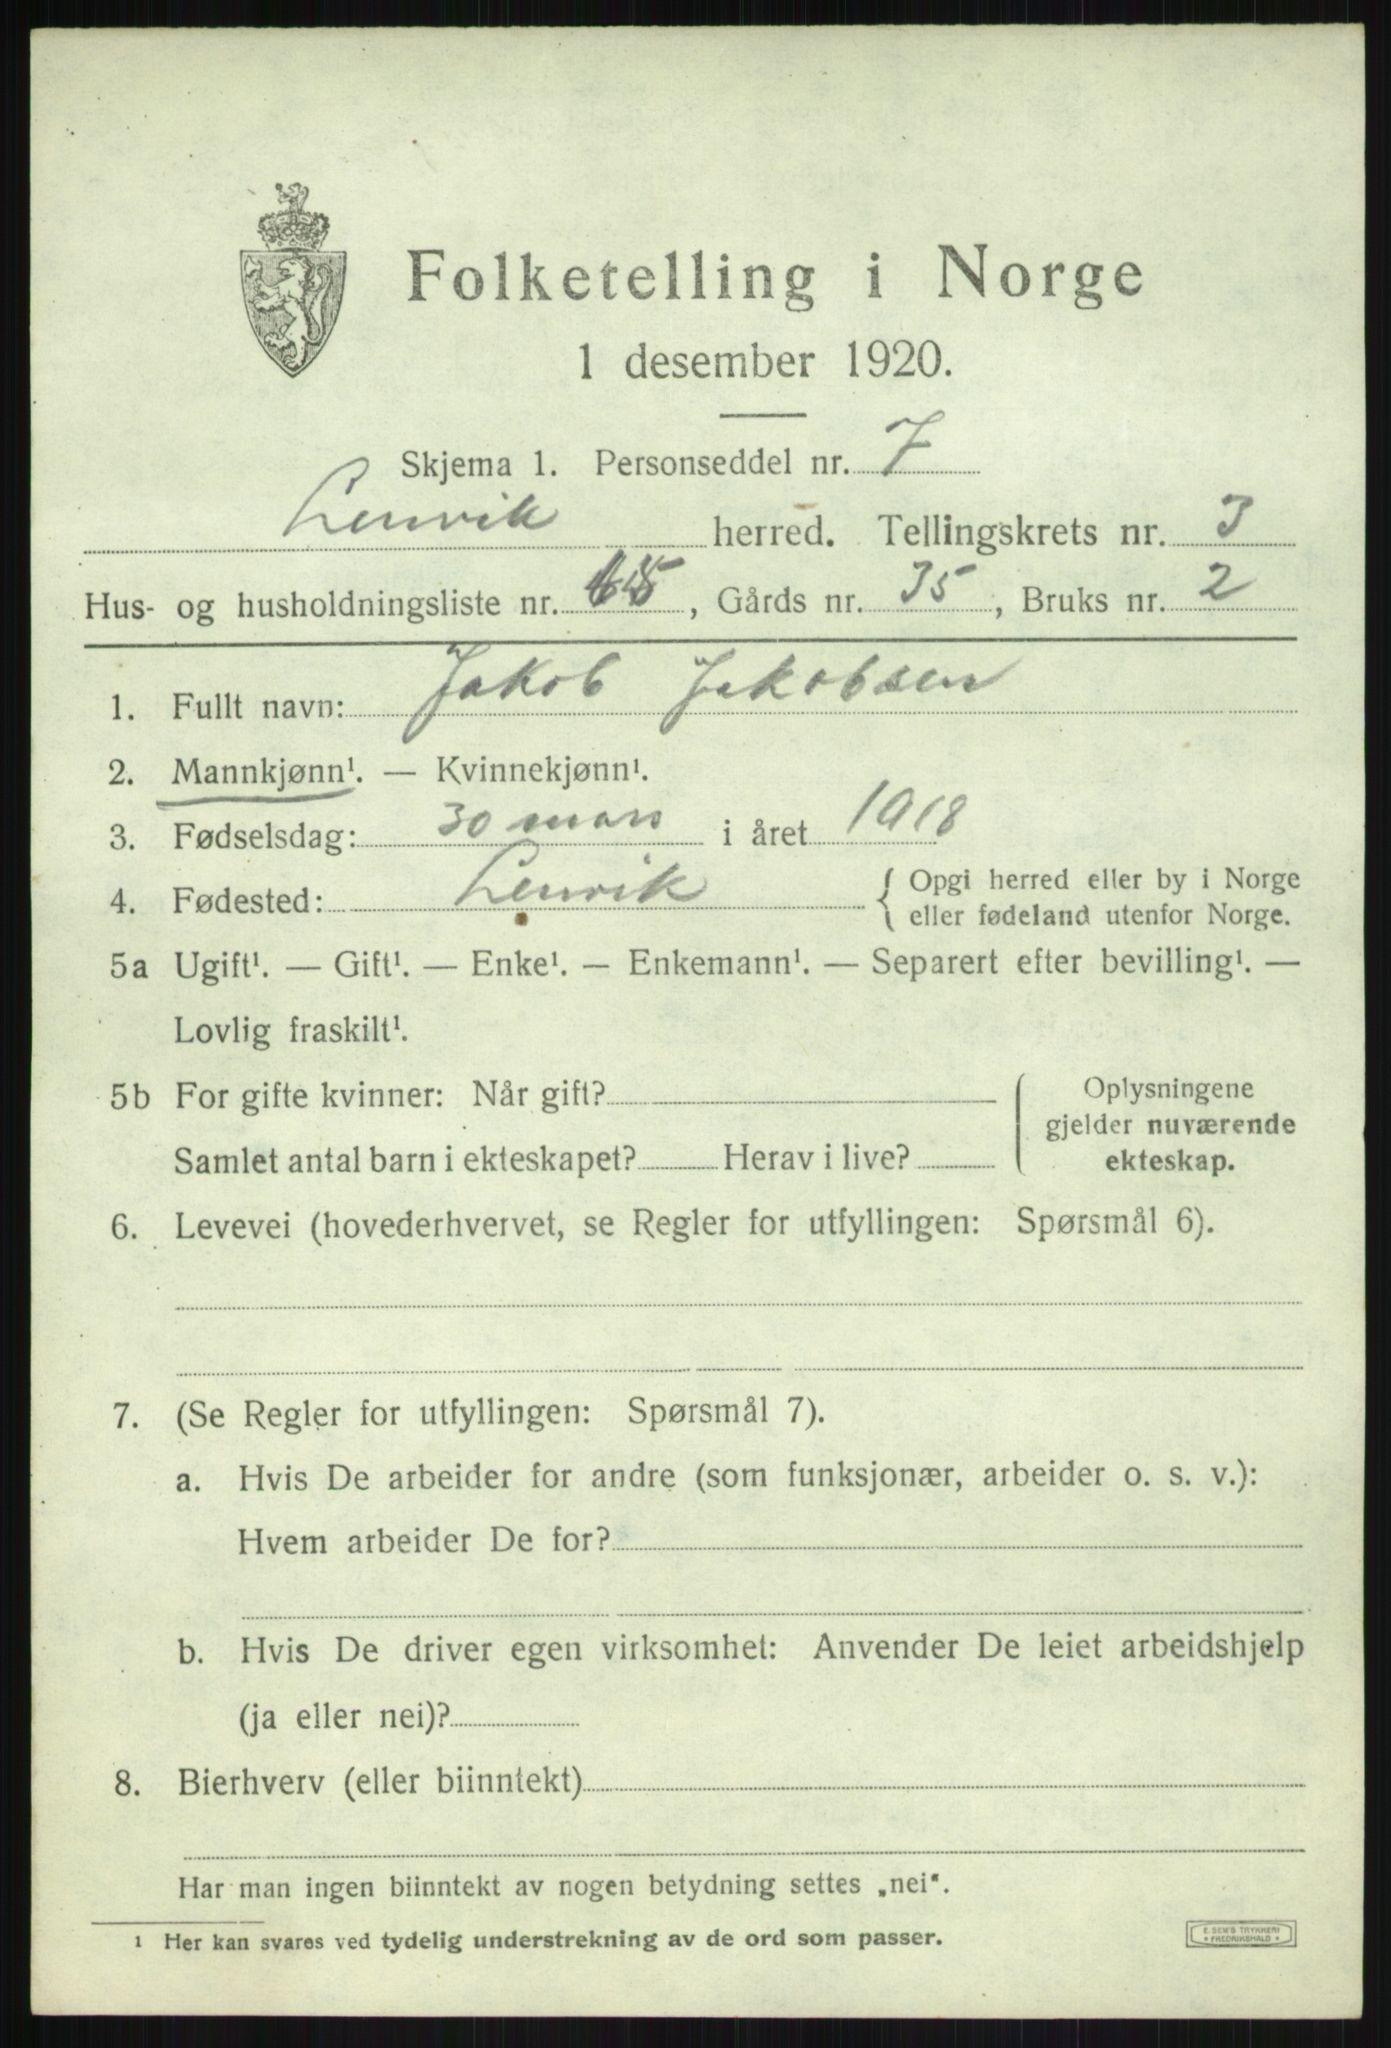 Folketelling i Norge
1 desember 1920.
Skjema 1. Personseddel nr. 7
Lenvik herred. Tellingskrets nr. 3
Hus- og husholdningsliste nr. , Gårds nr. 35, Bruks nr. 2
1. Fullt navn: Jakob Jakobsen
2. Mannkjønn¹. — Kvinnekjønn¹.
3. Fødselsdag: 30 mars i året 1918
4. Fødested: Lenvik { Opgi herred eller by i Norge
eller fødeland utenfor Norge.
5a Ugift¹. — Gift¹. — Enke¹. — Enkemann¹. — Separert efter bevilling¹. —
Lovlig fraskilt¹.
5b For gifte kvinner: Når gift?
Samlet antal barn i ekteskapet? Herav i live?
Oplysningene
gjelder nuværende
ekteskap.
6. Levevei (hovederhvervet, se Regler for utfyllingen: Spørsmål 6).
7. (Se Regler for utfyllingen: Spørsmål 7).
a. Hvis De arbeider for andre (som funksjonær, arbeider o. s. v.):
Hvem arbeider De for?
b. Hvis De driver egen virksomhet: Anvender De leiet arbeidshjelp
(ja eller nei)?
8. Bierhverv (eller biinntekt)
Har man ingen biinntekt av nogen betydning settes „nei".
¹ Her kan svares ved tydelig understrekning av de ord som passer.
E. SEM'S TRYKKERI
• FREDRIKSHALD •